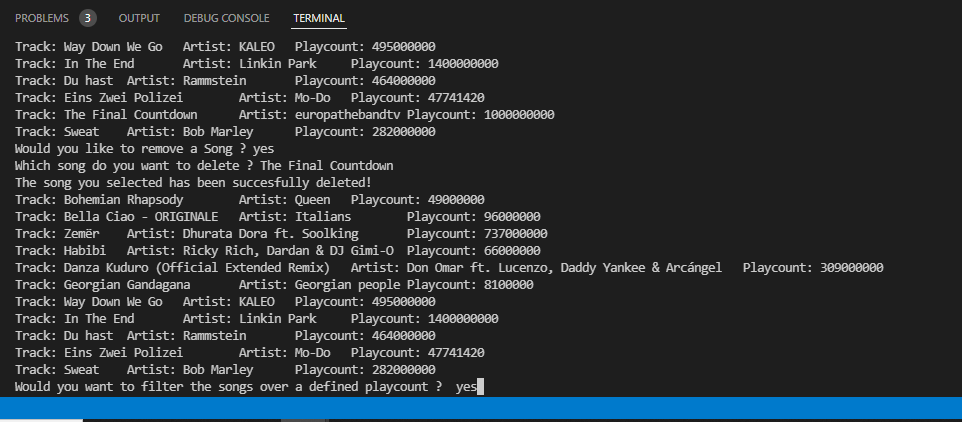 PROBLEMS 3 OUTPUT DEBUG CONSOLE TERMINAL
Track: Way Down We Go Artist: KALEO Playcount: 495000000
Track: In The End Artist: Linkin Park Playcount: 1400000000
Track: Du hast Artist: Rammstein Playcount: 464000000
Track: Eins Zwei Polizei Artist: Mo-Do Playcount: 47741420
Track: The Final Countdown Artist: europathebandtv Playcount: 1000000000
Track: Sweat Artist: Bob Marley Playcount: 282000000
Would you like to remove a Song ? yes
Which song do you want to delete ? The Final Countdown
The song you selected has been succesfully deleted!
Track: Bohemian Rhapsody Artist: Queen Playcount: 49000000
Track: Bella Ciao - ORIGINALE Artist: Italians Playcount: 96000000
Track: Zemër Artist: Dhurata Dora ft. Soolking Playcount: 737000000
Track: Habibi Artist: Ricky Rich, Dardan & DJ Gimi-O Playcount: 66000000
Track: Danza Kuduro (Official Extended Remix) Artist: Don Omar ft. Lucenzo, Daddy Yankee & Arcángel Playcount: 309000000
Track: Georgian Gandagana Artist: Georgian people Playcount: 8100000
Track: Way Down We Go Artist: KALEO Playcount: 495000000
Track: In The End Artist: Linkin Park Playcount: 1400000000
Track: Du hast Artist: Rammstein Playcount: 464000000
Track: Eins Zwei Polizei Artist: Mo-Do Playcount: 47741420
Track: Sweat Artist: Bob Marley Playcount: 282000000
Would you want to filter the songs over a defined playcount ? yes